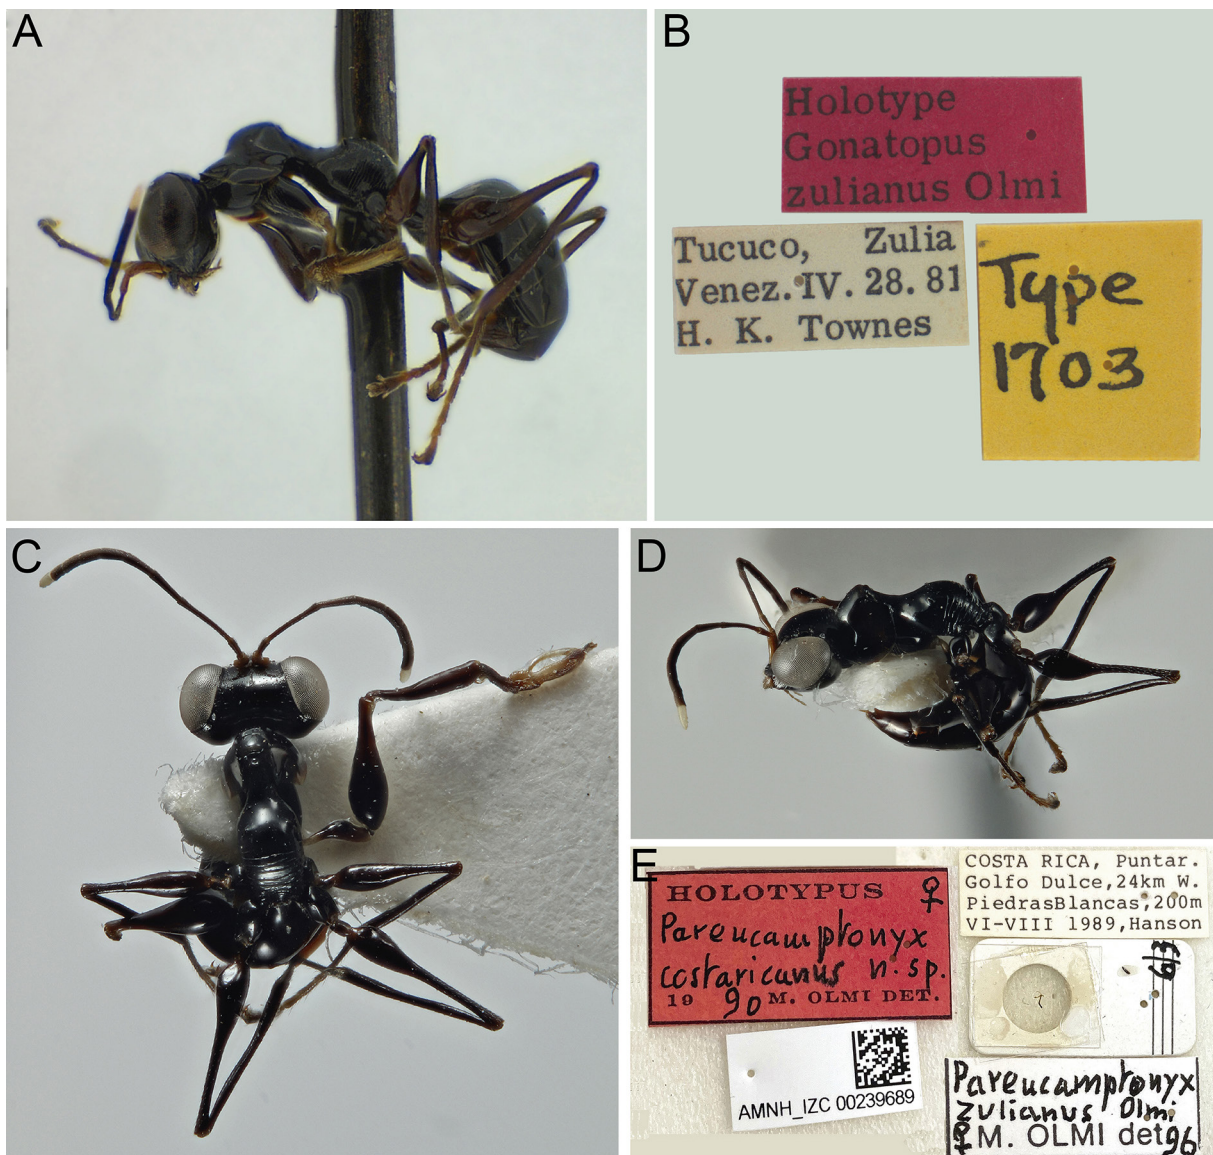 A
B
Holotype
Gonatopus
zulianus Olmi
Tucuco, Zulia
Venez. IV. 28. 81
H. K. Townes
Type
1703
C
D
E
HOLOTYPUS ♀
Pareucamptonyx
costaricanus n. sp.
19 90 M. OLMI DET.
COSTA RICA, Puntar.
Golfo Dulce, 24km W.
PiedrasBlancas, 200m
VI-VIII 1989, Hanson
AMNH_IZC 00239689
Pareucamptonyx
zulianus Olmi
♀ M. OLMI det. 96